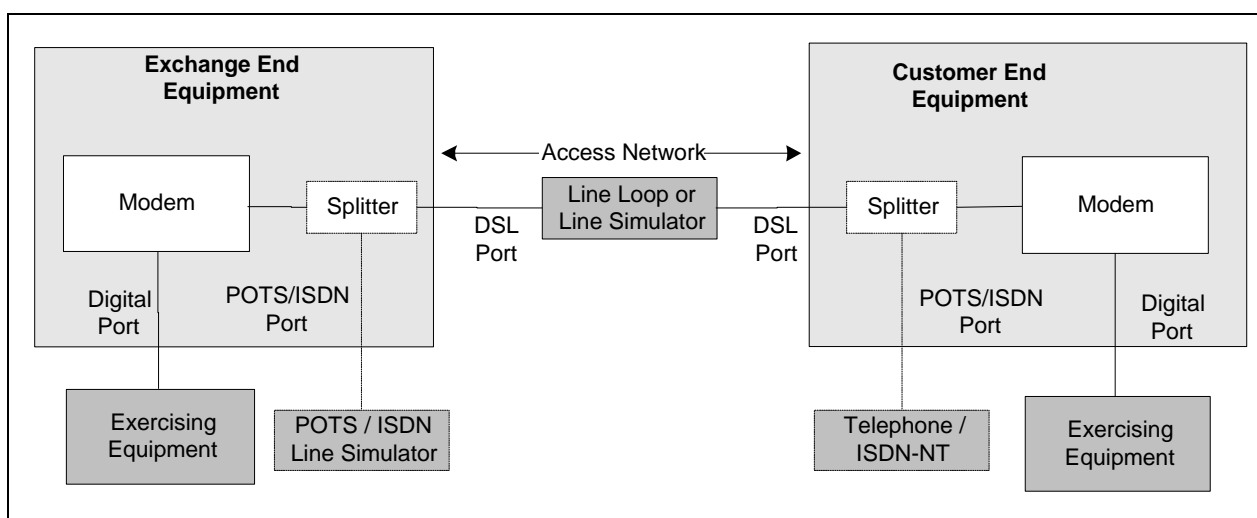 Exchange End
Equipment
Customer End
Equipment
Access Network
Modem
Splitter
Line Loop or
Line Simulator
Splitter
Modem
DSL
Port
DSL
Port
Digital
Port
POTS/ISDN
Port
POTS/ISDN
Port
Digital
Port
Exercising
Equipment
POTS / ISDN
Line Simulator
Telephone /
ISDN-NT
Exercising
Equipment